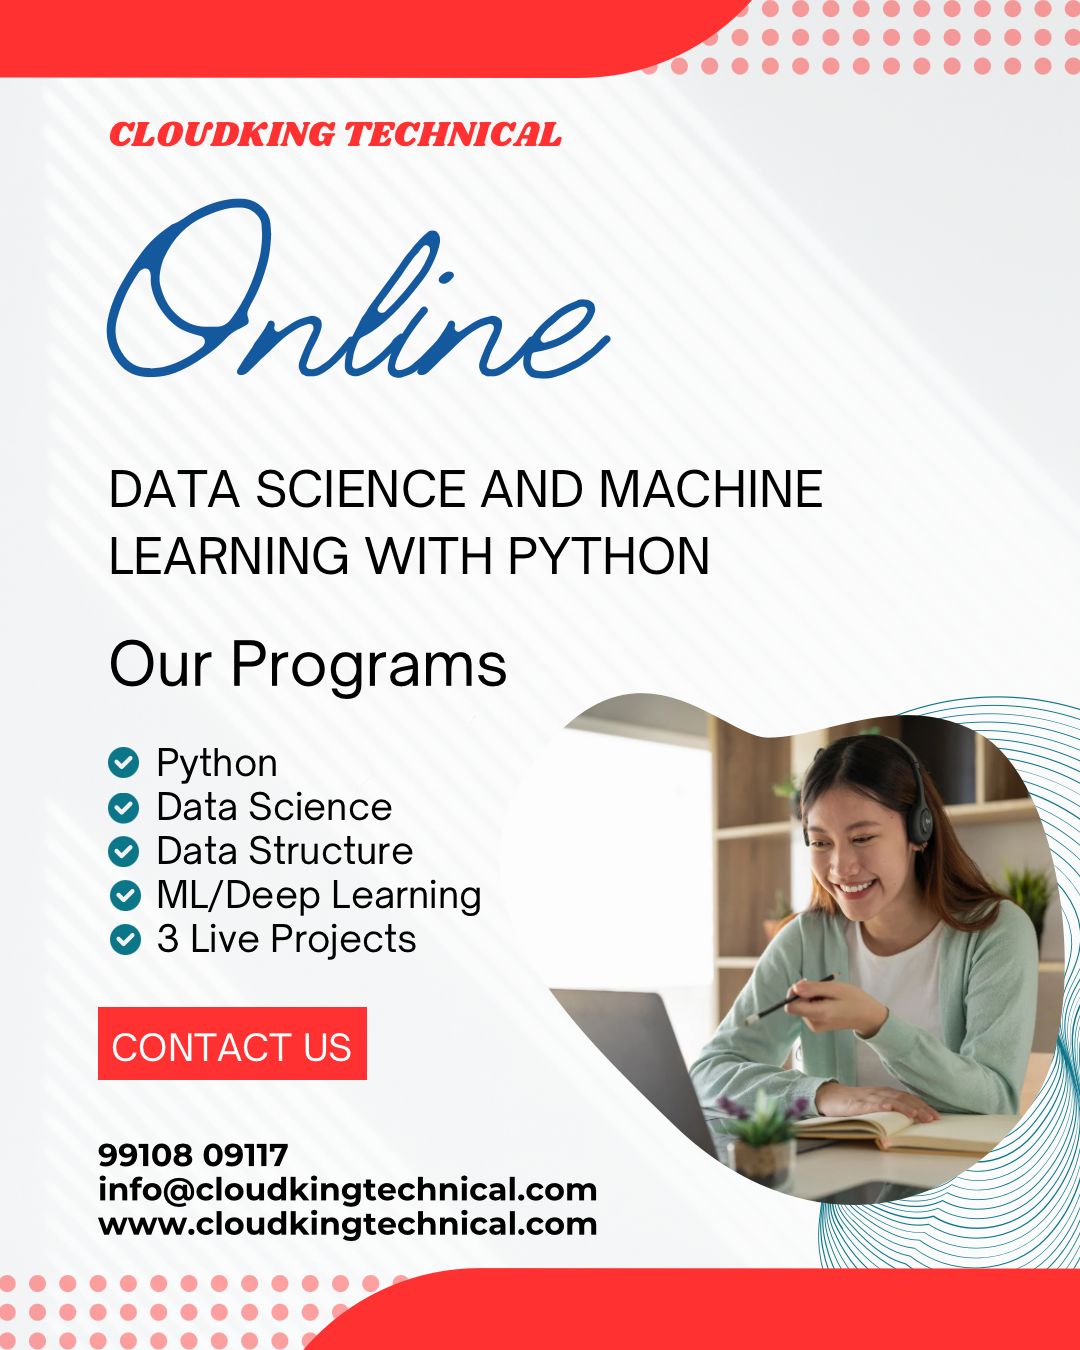 CLOUDKING TECHNICAL
Online
DATA SCIENCE AND MACHINE
LEARNING WITH PYTHON
Our Programs
Python
Data Science
Data Structure
ML/Deep Learning
3 Live Projects
CONTACT US
99108 09117
info@cloudkingtechnical.com
www.cloudkingtechnical.com